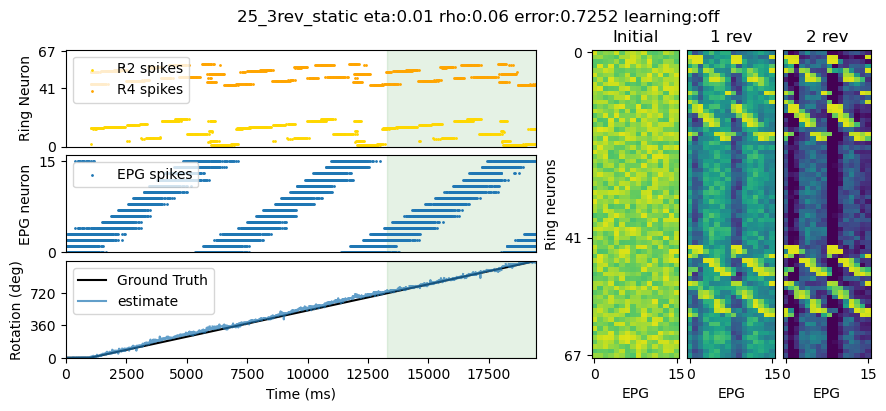 25_3rev_static eta:0.01 rho:0.06 error:0.7252 learning:off
Ring Neuron
67
41
0
R2 spikes
R4 spikes
EPG neuron
15
0
EPG spikes
Rotation (deg)
720
360
0
Ground Truth
estimate
0 2500 5000 7500 10000 12500 15000 17500
Time (ms)
Initial 1 rev 2 rev
Ring neurons
0
41
67
0 15 0 15 0 15
EPG EPG EPG